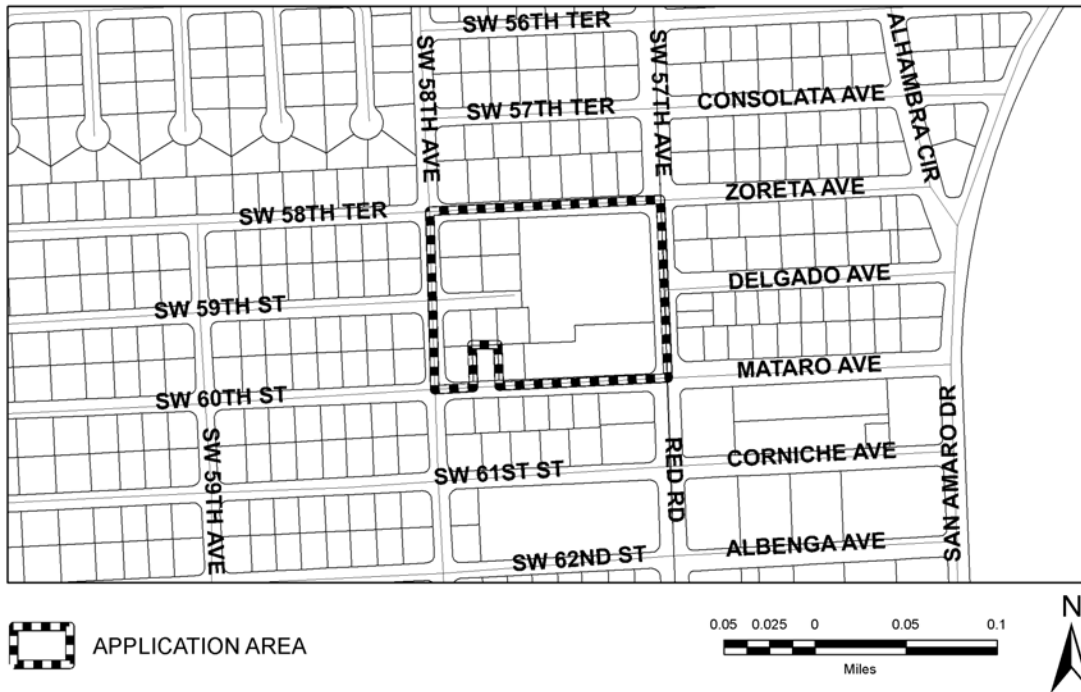 SW 56TH TER
SW 58TH AVE
SW 57TH AVE
ALHAMBRA CIR
SW 57TH TER
CONSOLATA AVE
SW 58TH TER
ZORETA AVE
SW 59TH ST
DELGADO AVE
SW 60TH ST
MATARO AVE
SW 59TH AVE
SW 61ST ST
RED RD
CORNICHE AVE
SAN AMARO DR
SW 62ND ST
ALBENGA AVE
APPLICATION AREA
0.05 0.025 0 0.05 0.1
Miles
N